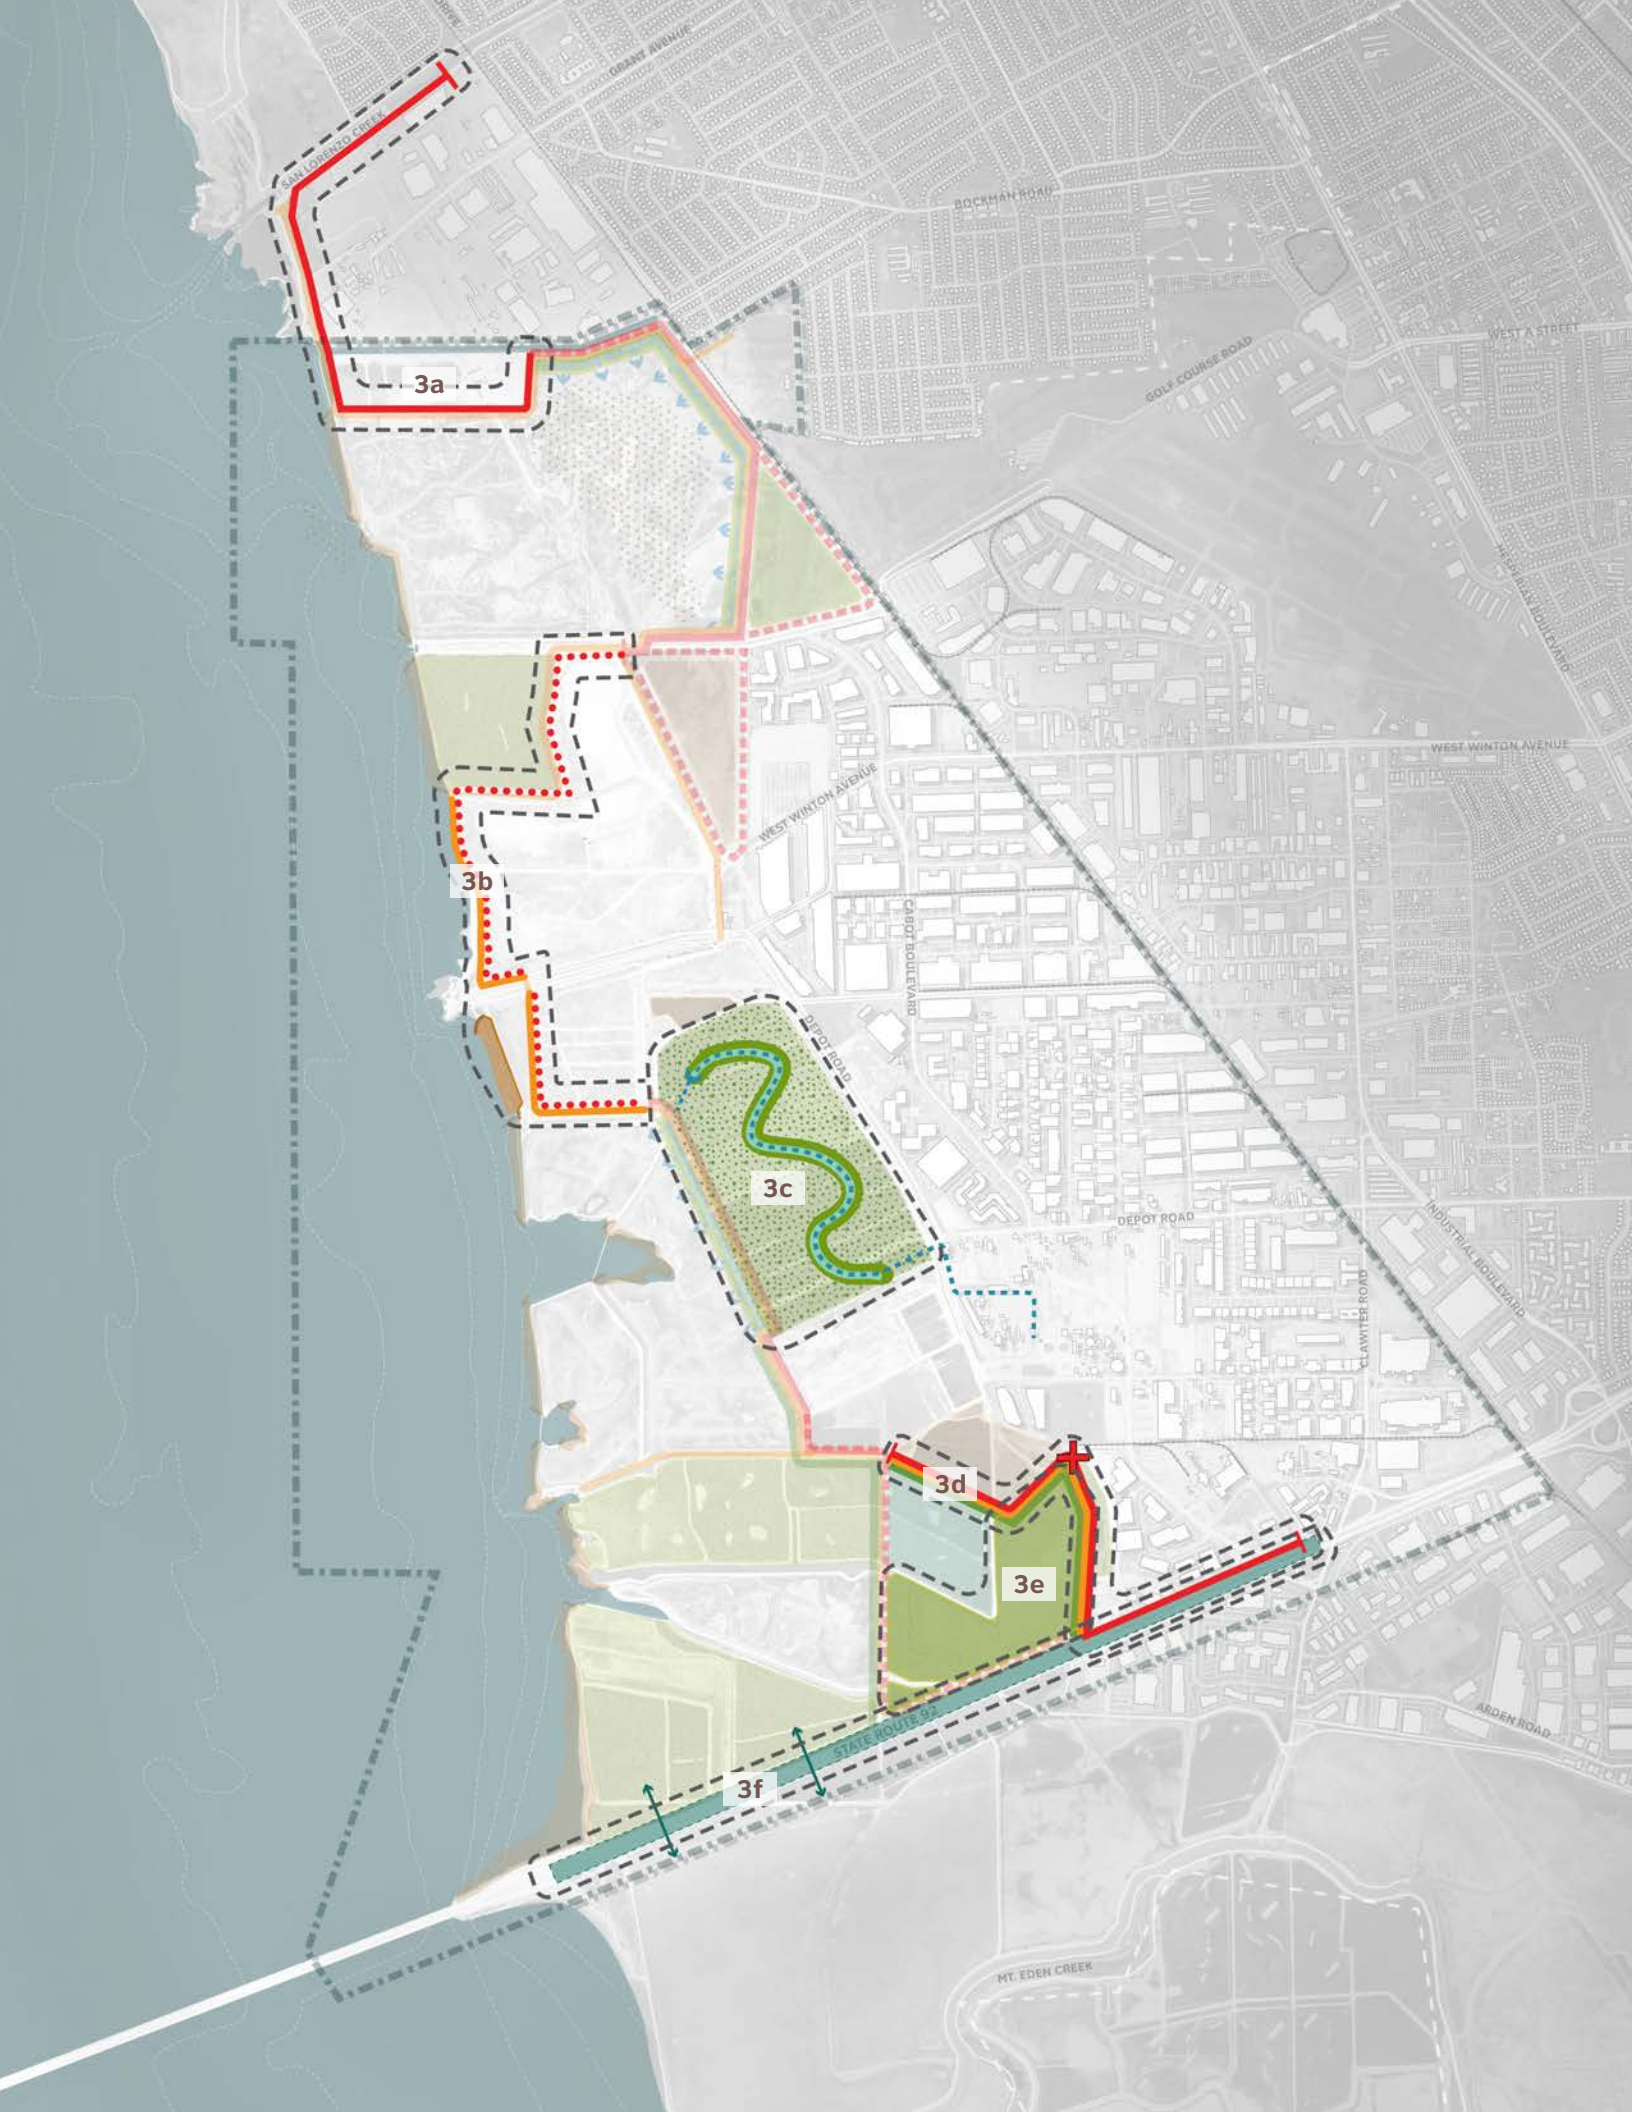 GRANT AVENUE
SAN LORENZO CREEK
BOCKMAN ROAD
WEST A STREET
GOLF COURSE ROAD
3a
HESPERIAN BOULEVARD
WEST WINTON AVENUE
WEST WINTON AVENUE
3b
CABOT BOULEVARD
DEPOT ROAD
3c
DEPOT ROAD
INDUSTRIAL BOULEVARD
CLAWITER ROAD
3d
3e
ARDEN ROAD
STATE ROUTE 92
3f
MT. EDEN CREEK